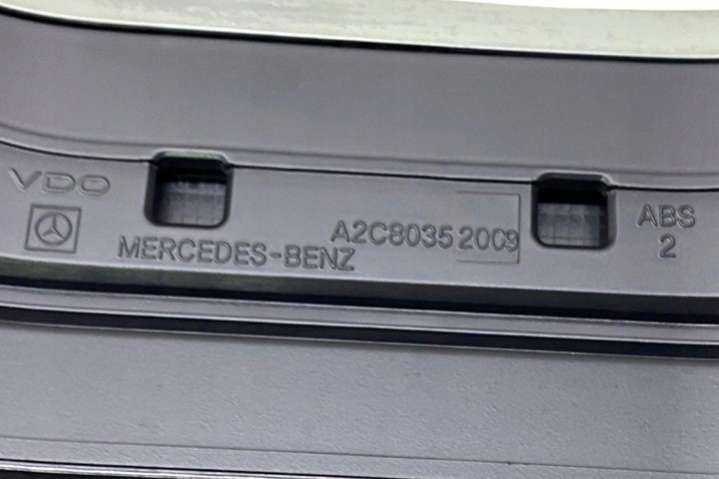 VDO
MERCEDES-BENZ
A2C8035 2009
ABS
2